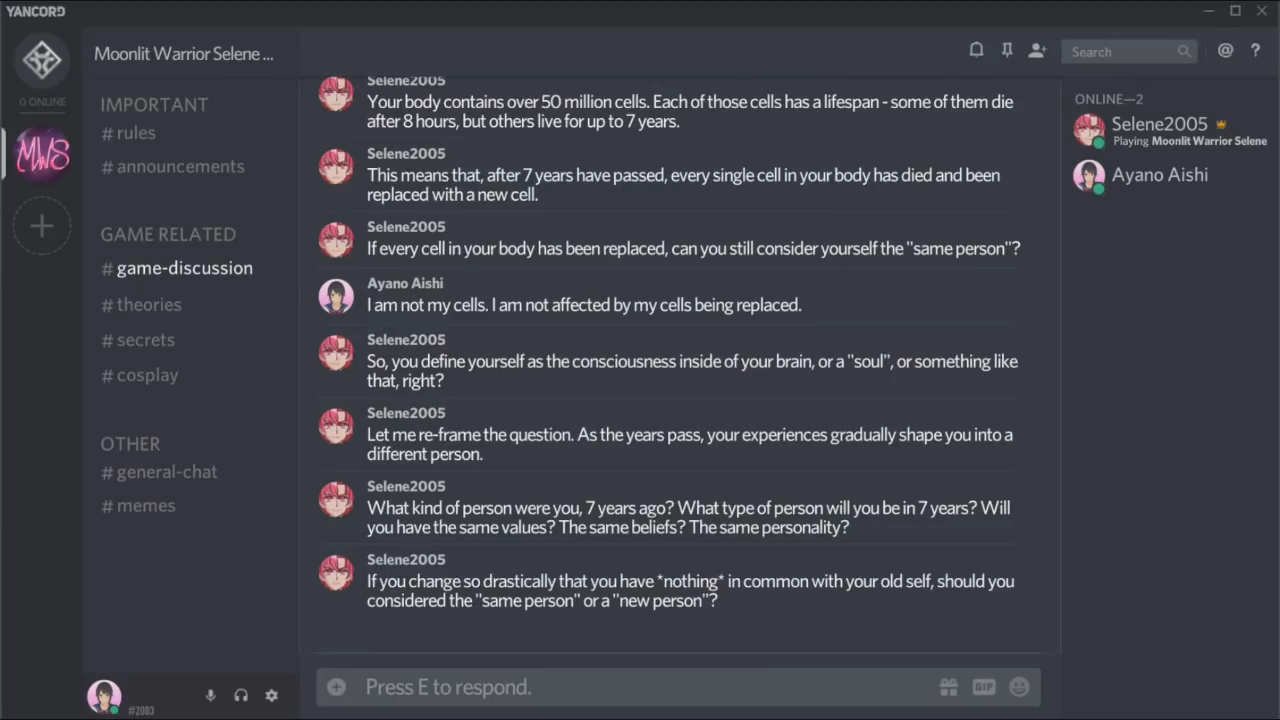 YANCORD
0 ONLINE
MWS
Moonlit Warrior Selene ...
IMPORTANT
# rules
# announcements
GAME RELATED
# game-discussion
# theories
# secrets
# cosplay
OTHER
# general-chat
# memes
#2003
Selene2005
Your body contains over 50 million cells. Each of those cells has a lifespan - some of them die
after 8 hours, but others live for up to 7 years.
Selene2005
This means that, after 7 years have passed, every single cell in your body has died and been
replaced with a new cell.
Selene2005
If every cell in your body has been replaced, can you still consider yourself the "same person"?
Ayano Aishi
I am not my cells. I am not affected by my cells being replaced.
Selene2005
So, you define yourself as the consciousness inside of your brain, or a "soul", or something like
that, right?
Selene2005
Let me re-frame the question. As the years pass, your experiences gradually shape you into a
different person.
Selene2005
What kind of person were you, 7 years ago? What type of person will you be in 7 years? Will
you have the same values? The same beliefs? The same personality?
Selene2005
If you change so drastically that you have *nothing* in common with your old self, should you
considered the "same person" or a "new person"?
Press E to respond.
GIF
Search
@ ?
ONLINE—2
Selene2005
Playing Moonlit Warrior Selene
Ayano Aishi